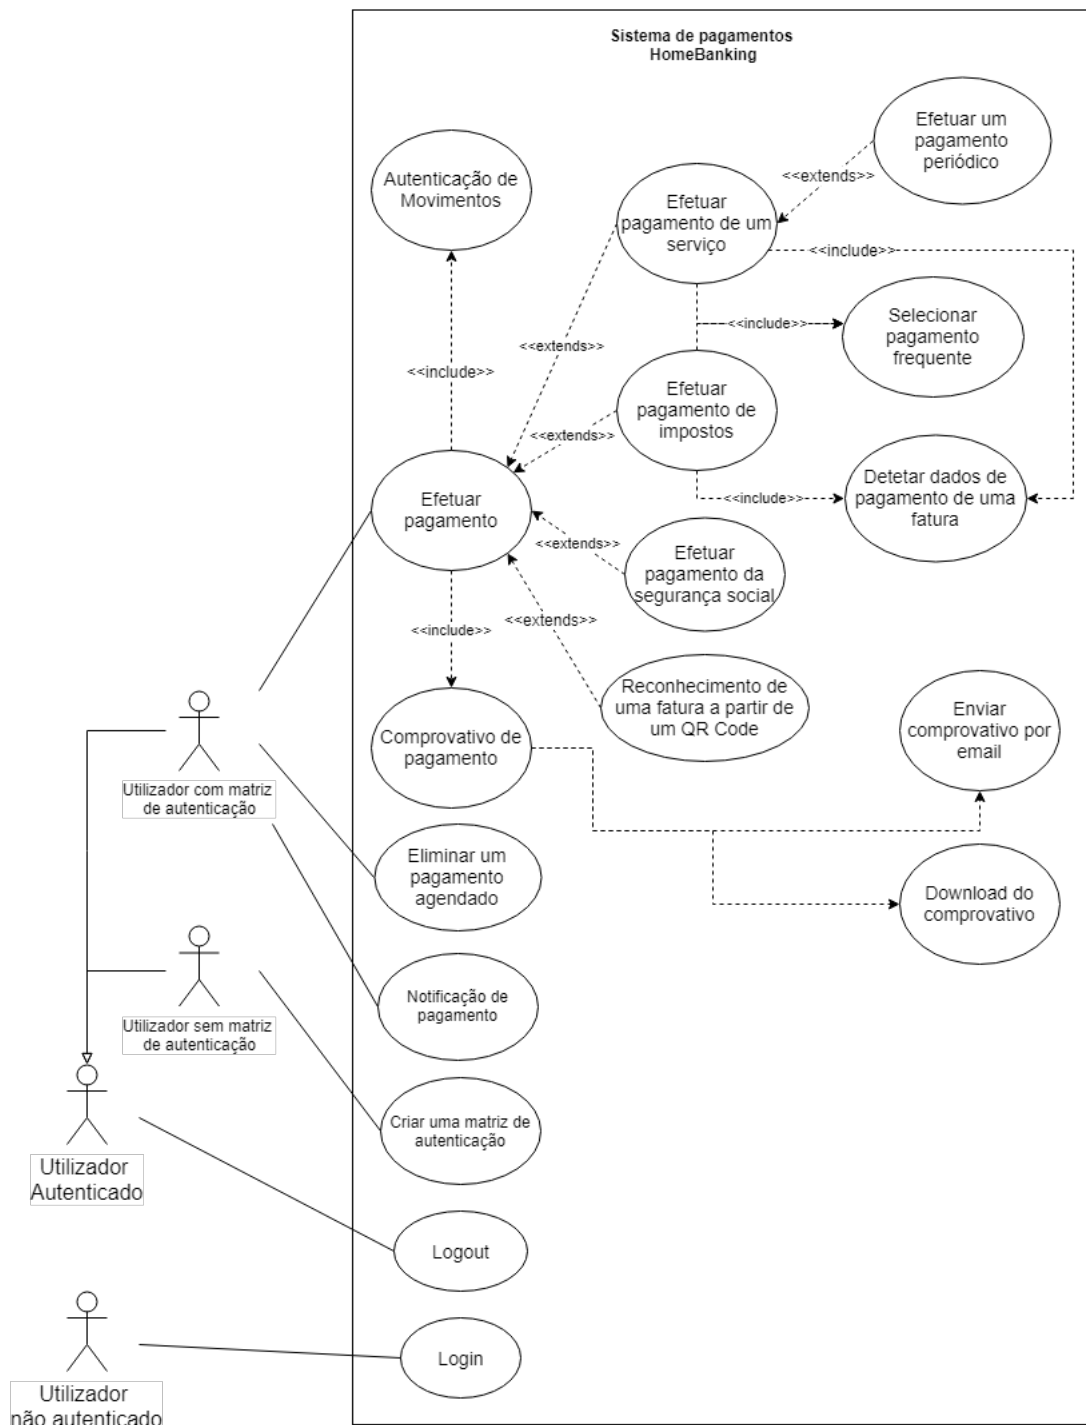 Sistema de pagamentos
HomeBanking
Efetuar um
pagamento
periódico
Autenticação de
Movimentos
<<extends>>
Efetuar
pagamento de um
serviço
<<include>>
Selecionar
pagamento
frequente
<<include>>
<<extends>>
<<include>>
Efetuar
pagamento de
impostos
<<extends>>
Detetar dados de
pagamento de uma
fatura
<<include>>
Efetuar
pagamento
<<extends>>
Efetuar
pagamento da
segurança social
<<include>>
<<extends>>
Reconhecimento de
uma fatura a partir de
um QR Code
Enviar
comprovativo por
email
Comprovativo de
pagamento
Utilizador com matriz
de autenticação
Eliminar um
pagamento
agendado
Download do
comprovativo
Notificação de
pagamento
Utilizador sem matriz
de autenticação
Criar uma matriz de
autenticação
Utilizador
Autenticado
Logout
Login
Utilizador
não autenticado